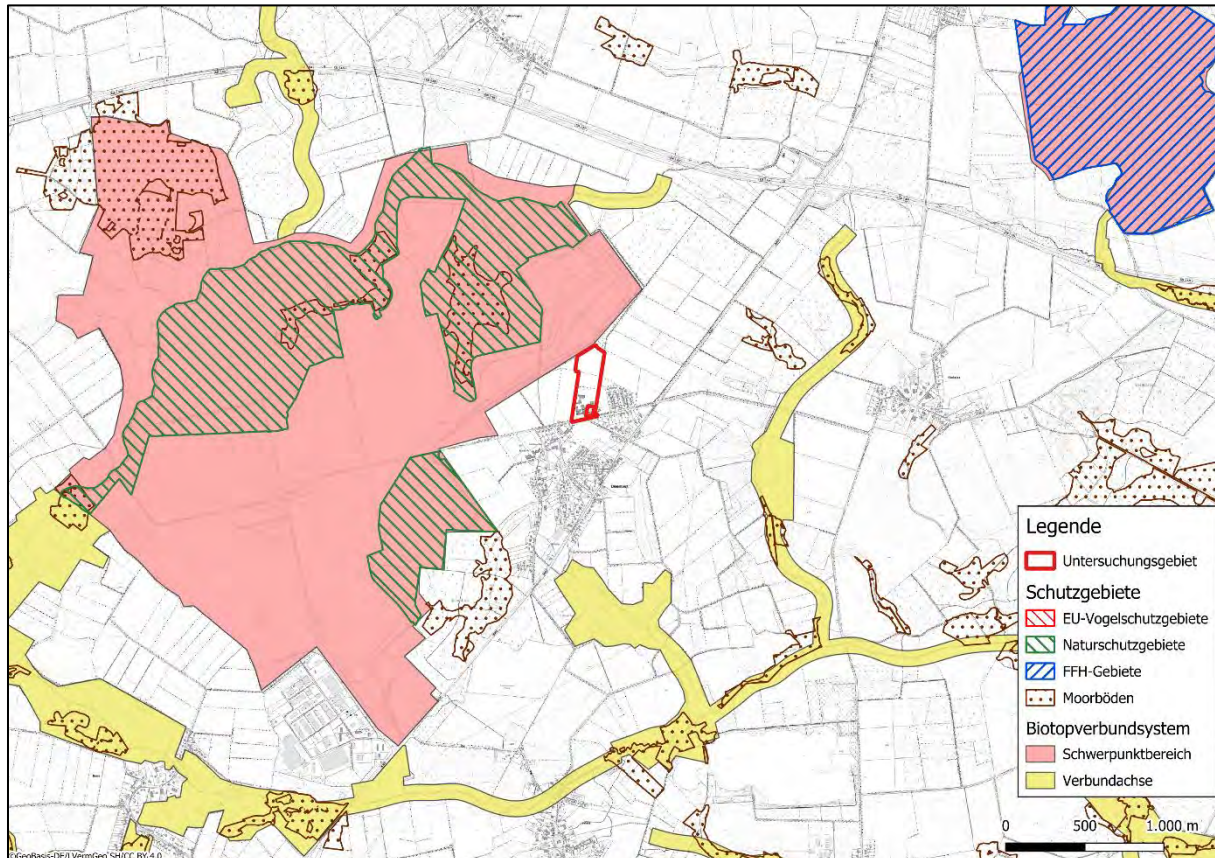 Legende
Untersuchungsgebiet
Schutzgebiete
EU-Vogelschutzgebiete
Naturschutzgebiete
FFH-Gebiete
Moorböden
Biotopverbundsystem
Schwerpunktbereich
Verbundachse
0 500 1.000 m
©GeoBasis-DE/LVermGeo SH/CC BY 4.0